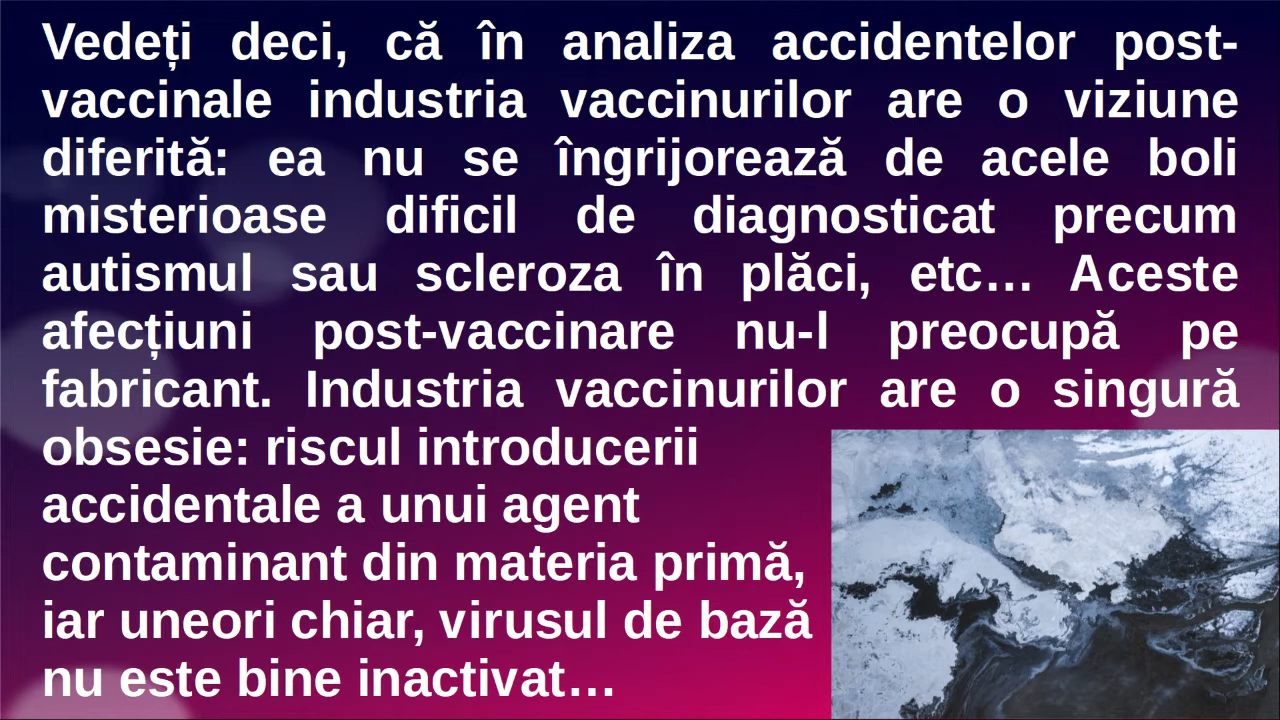 Vedeți deci, că în analiza accidentelor post-
vaccinale industria vaccinurilor are o viziune
diferită: ea nu se îngrijorează de acele boli
misterioase dificil de diagnosticat precum
autismul sau scleroza în plăci, etc… Aceste
afecțiuni post-vaccinare nu-l preocupă pe
fabricant. Industria vaccinurilor are o singură
obsesie: riscul introducerii
accidentale a unui agent
contaminant din materia primă,
iar uneori chiar, virusul de bază
nu este bine inactivat…